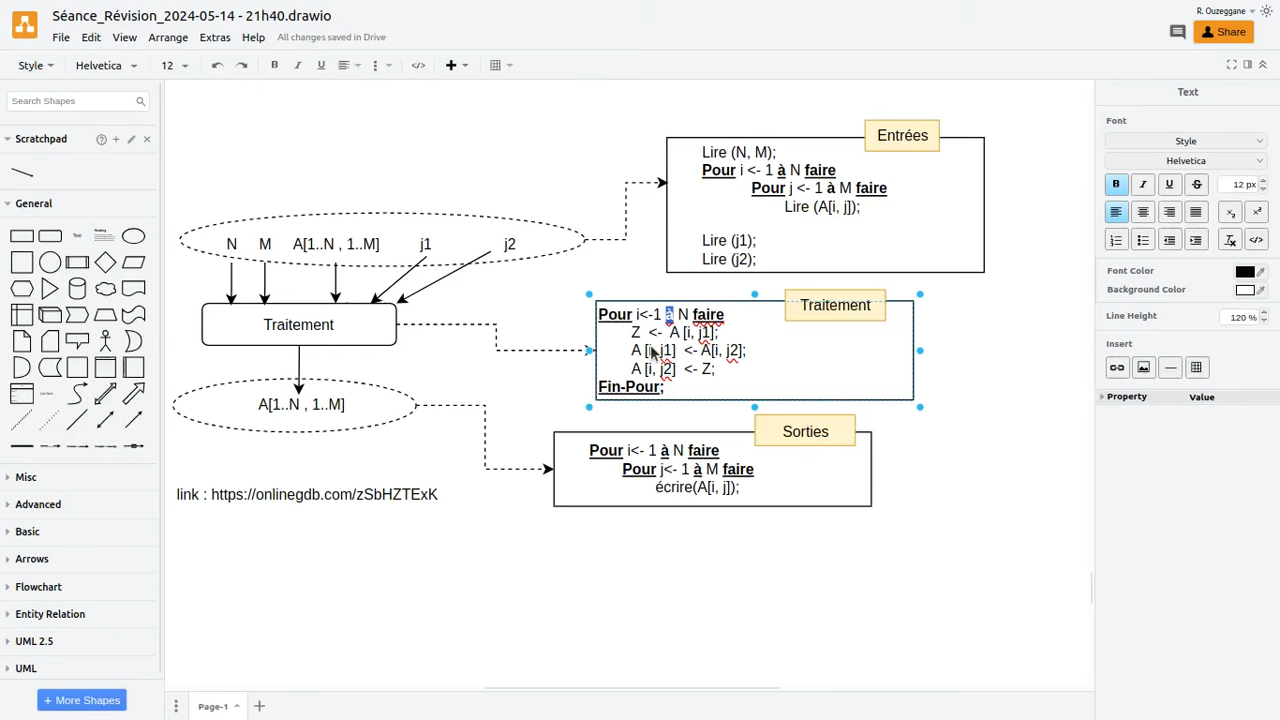 Séance_Révision_2024-05-14 - 21h40.drawio
R. Ouzeggane
File Edit View Arrange Extras Help All changes saved in Drive
Share
Style Helvetica 12 B I U </>
Search Shapes
Scratchpad
General
Text
Heading
List Item
Misc
Advanced
Basic
Arrows
Flowchart
Entity Relation
UML 2.5
UML
+ More Shapes
N M A[1..N , 1..M] j1 j2
Traitement
A[1..N , 1..M]
link : https://onlinegdb.com/zSbHZTExK
Entrées
Lire (N, M);
Pour i <- 1 à N faire
Pour j <- 1 à M faire
Lire (A[i, j]);
Lire (j1);
Lire (j2);
Traitement
Pour i<-1 à N faire
Z <- A [i, j1];
A [i, j1] <- A[i, j2];
A [i, j2] <- Z;
Fin-Pour;
Sorties
Pour i<- 1 à N faire
Pour j<- 1 à M faire
écrire(A[i, j]);
Page-1
Text
Font
Style
Helvetica
B I U S 12 px
Font Color
Background Color
Line Height 120 %
Insert
Property Value